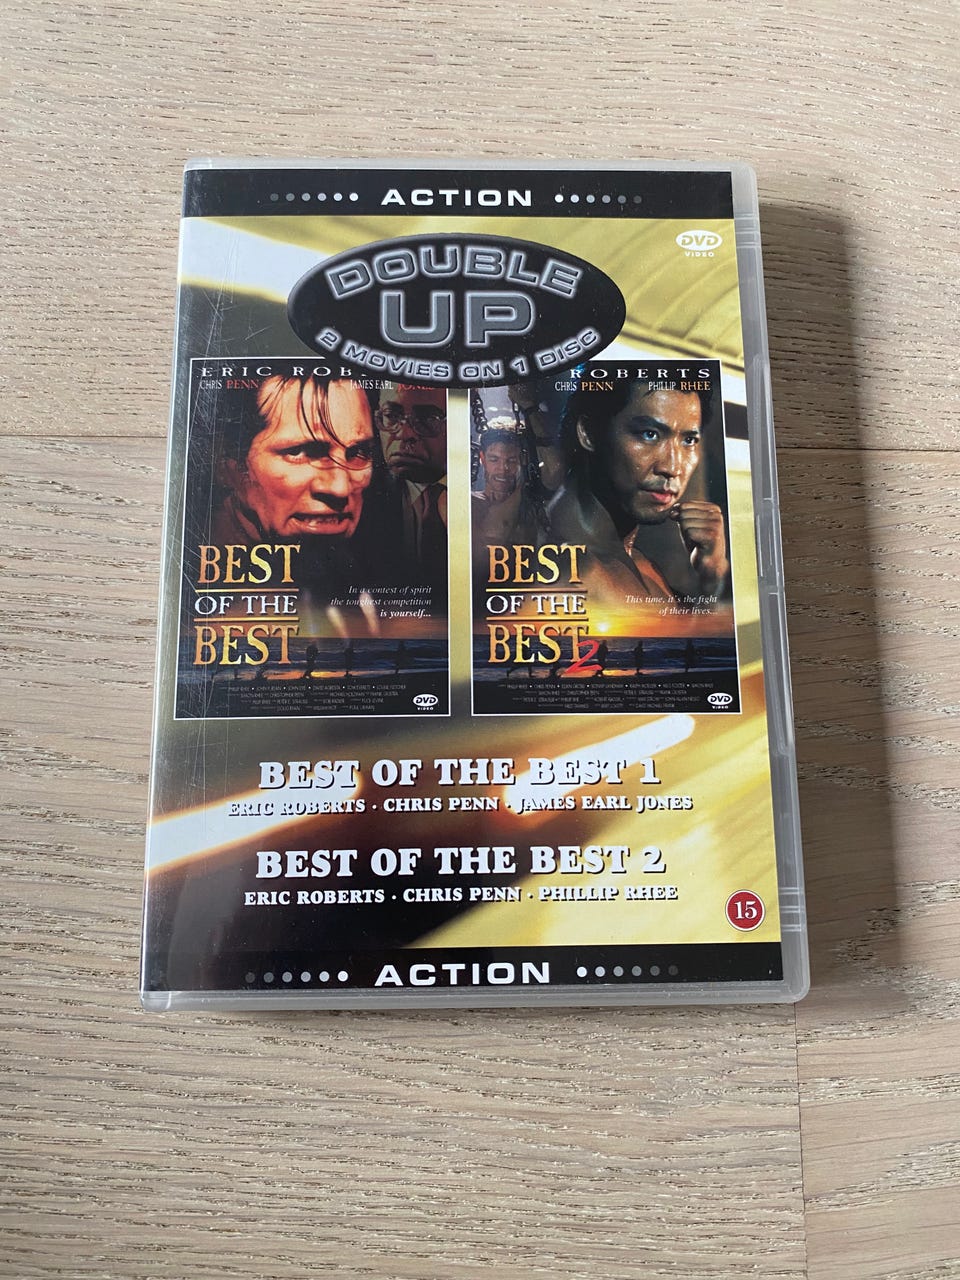 ACTION
DVD
VIDEO
DOUBLE
UP
2 MOVIES ON 1 DISC
ERIC ROB
CHRIS PENN JAMES EARL JONES
BEST
OF THE
BEST
In a contest of spirit
the toughest competition
is yourself...
DVD
VIDEO
ROBERTS
CHRIS PENN PHILLIP RHEE
BEST
OF THE
BEST 2
This time, it's the fight
of their lives...
DVD
VIDEO
BEST OF THE BEST 1
ERIC ROBERTS · CHRIS PENN · JAMES EARL JONES
BEST OF THE BEST 2
ERIC ROBERTS · CHRIS PENN · PHILLIP RHEE
15
ACTION